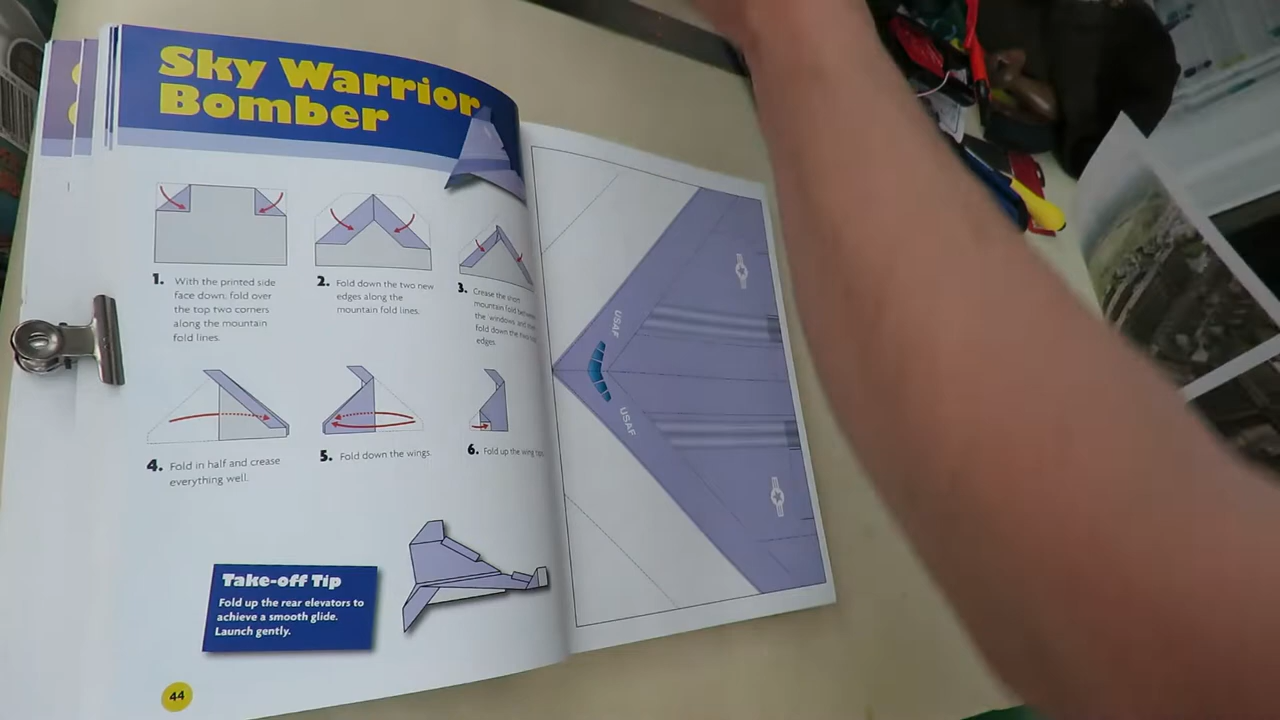 Sky Warrior
Bomber
1. With the printed side
face down, fold over
the top two corners
along the mountain
fold lines.
2. Fold down the two new
edges along the
mountain fold lines.
3. Crease the short
mountain fold
the windows and
fold down the
edges.
4. Fold in half and crease
everything well.
5. Fold down the wings.
6. Fold up the wing
Take-off Tip
Fold up the rear elevators to
achieve a smooth glide.
Launch gently.
44
USAF
USAF